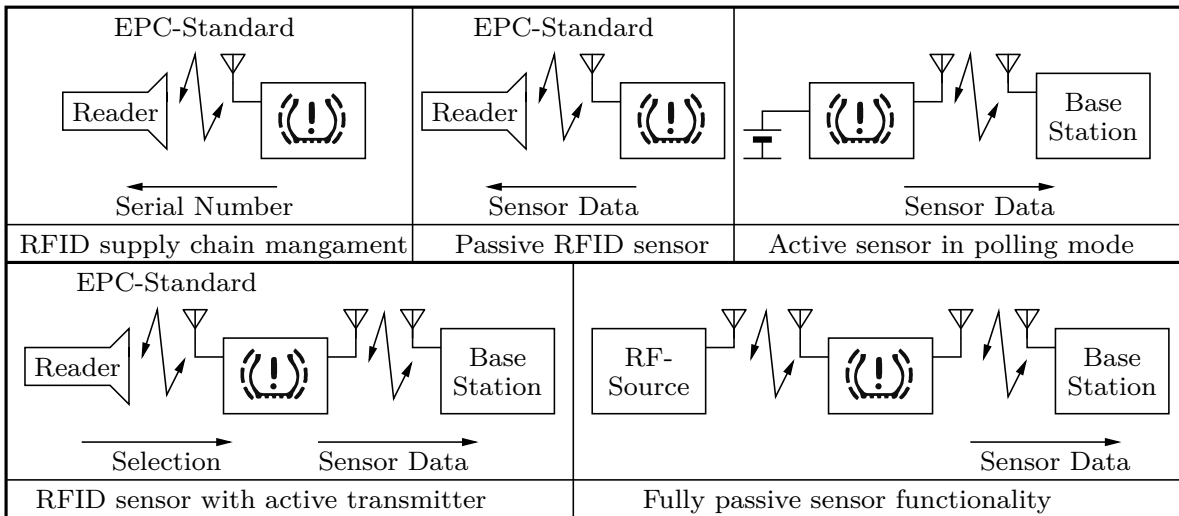 EPC-Standard
Reader
Serial Number
RFID supply chain mangament
EPC-Standard
Reader
Sensor Data
Passive RFID sensor
Base
Station
Sensor Data
Active sensor in polling mode
EPC-Standard
Reader
Base
Station
Selection
Sensor Data
RFID sensor with active transmitter
RF-
Source
Base
Station
Sensor Data
Fully passive sensor functionality